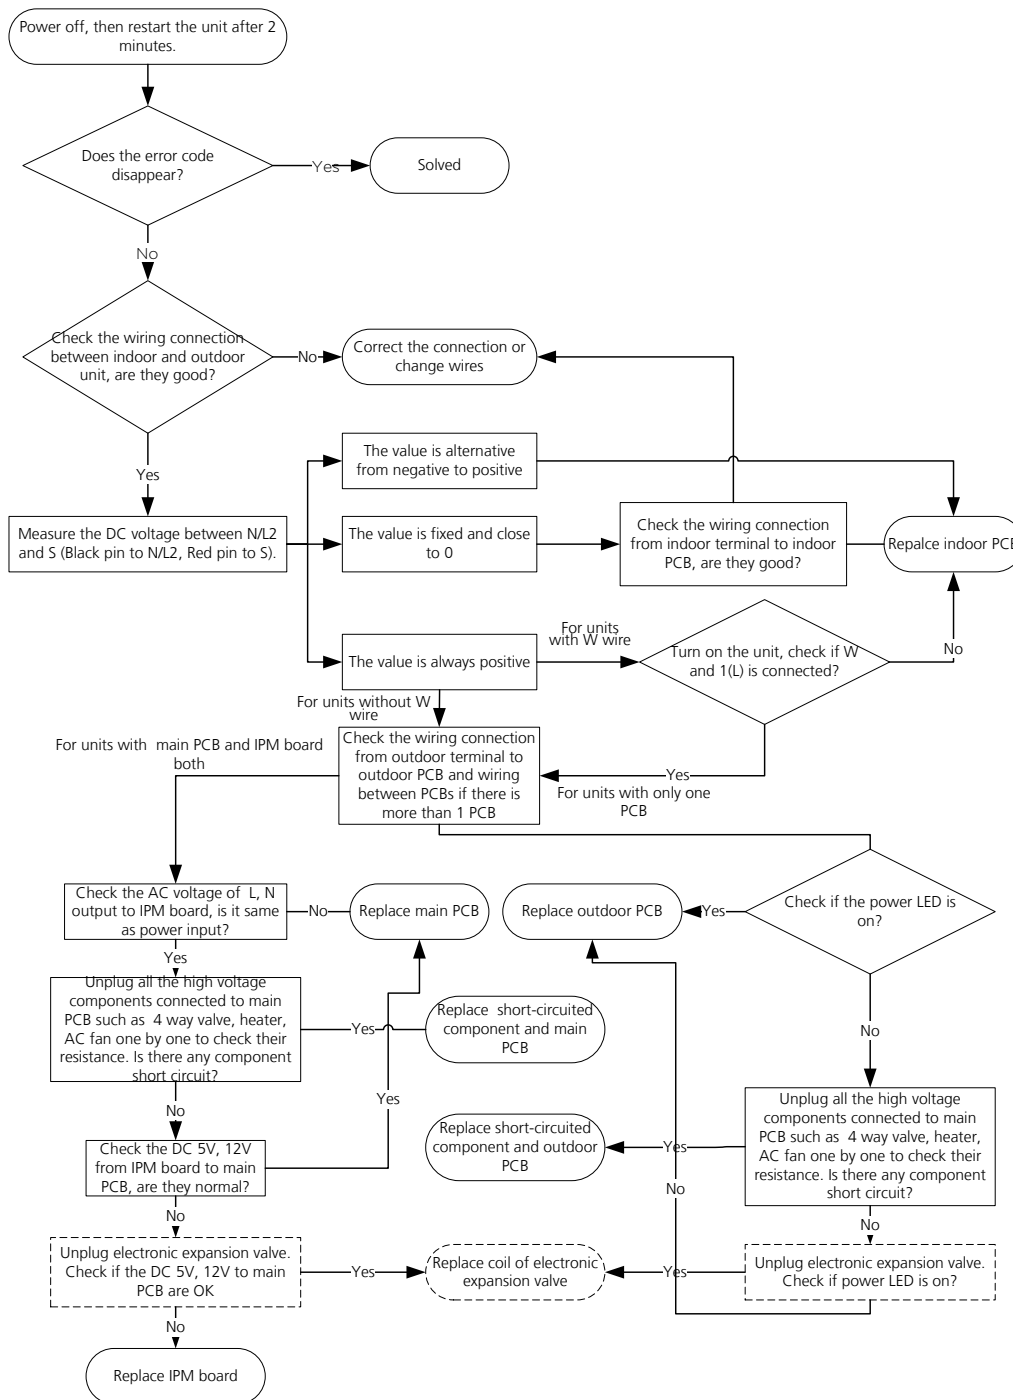 Power off, then restart the unit after 2
minutes.
Does the error code
disappear?
Yes
Solved
No
Check the wiring connection
between indoor and outdoor
unit, are they good?
No
Correct the connection or
change wires
Yes
The value is alternative
from negative to positive
Measure the DC voltage between N/L2
and S (Black pin to N/L2, Red pin to S).
The value is fixed and close
to 0
Check the wiring connection
from indoor terminal to indoor
PCB, are they good?
Repalce indoor PCB
The value is always positive
For units
with W wire
Turn on the unit, check if W
and 1(L) is connected?
No
For units without W
wire
For units with  main PCB and IPM board
both
Check the wiring connection
from outdoor terminal to
outdoor PCB and wiring
between PCBs if there is
more than 1 PCB
Yes
For units with only one
PCB
Check the AC voltage of  L, N
output to IPM board, is it same
as power input?
No
Replace main PCB
Replace outdoor PCB
Yes
Check if the power LED is
on?
Yes
Unplug all the high voltage
components connected to main
PCB such as  4 way valve, heater,
AC fan one by one to check their
resistance. Is there any component
short circuit?
Yes
Replace  short-circuited
component and main
PCB
No
No
Yes
Check the DC 5V, 12V
from IPM board to main
PCB, are they normal?
Replace short-circuited
component and outdoor
PCB
Yes
Unplug all the high voltage
components connected to main
PCB such as  4 way valve, heater,
AC fan one by one to check their
resistance. Is there any component
short circuit?
No
No
No
Unplug electronic expansion valve.
Check if the DC 5V, 12V to main
PCB are OK
Yes
Replace coil of electronic
expansion valve
Yes
Unplug electronic expansion valve.
Check if power LED is on?
No
Replace IPM board